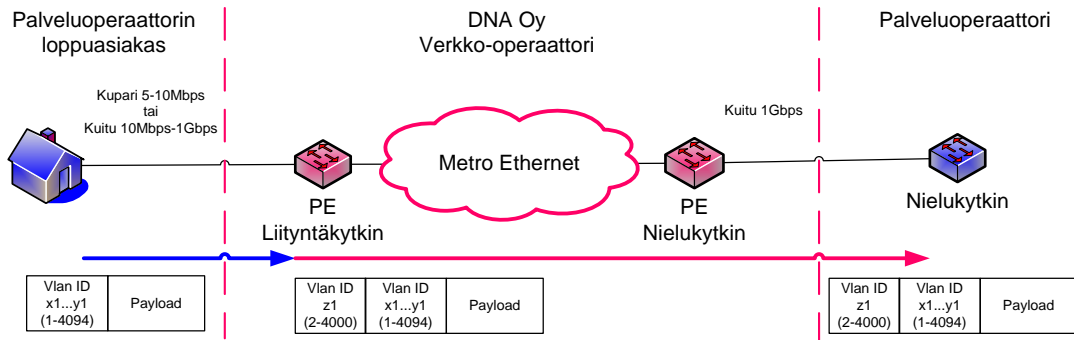 Palveluoperaattorin
loppuasiakas
DNA Oy
Verkko-operaattori
Palveluoperaattori
Kupari 5-10Mbps
tai
Kuitu 10Mbps-1Gbps
Kuitu 1Gbps
Metro Ethernet
PE
Liityntäkytkin
PE
Nielukytkin
Nielukytkin
Vlan ID
x1...y1
(1-4094)
Payload
Vlan ID
z1
(2-4000)
Vlan ID
x1...y1
(1-4094)
Payload
Vlan ID
z1
(2-4000)
Vlan ID
x1...y1
(1-4094)
Payload